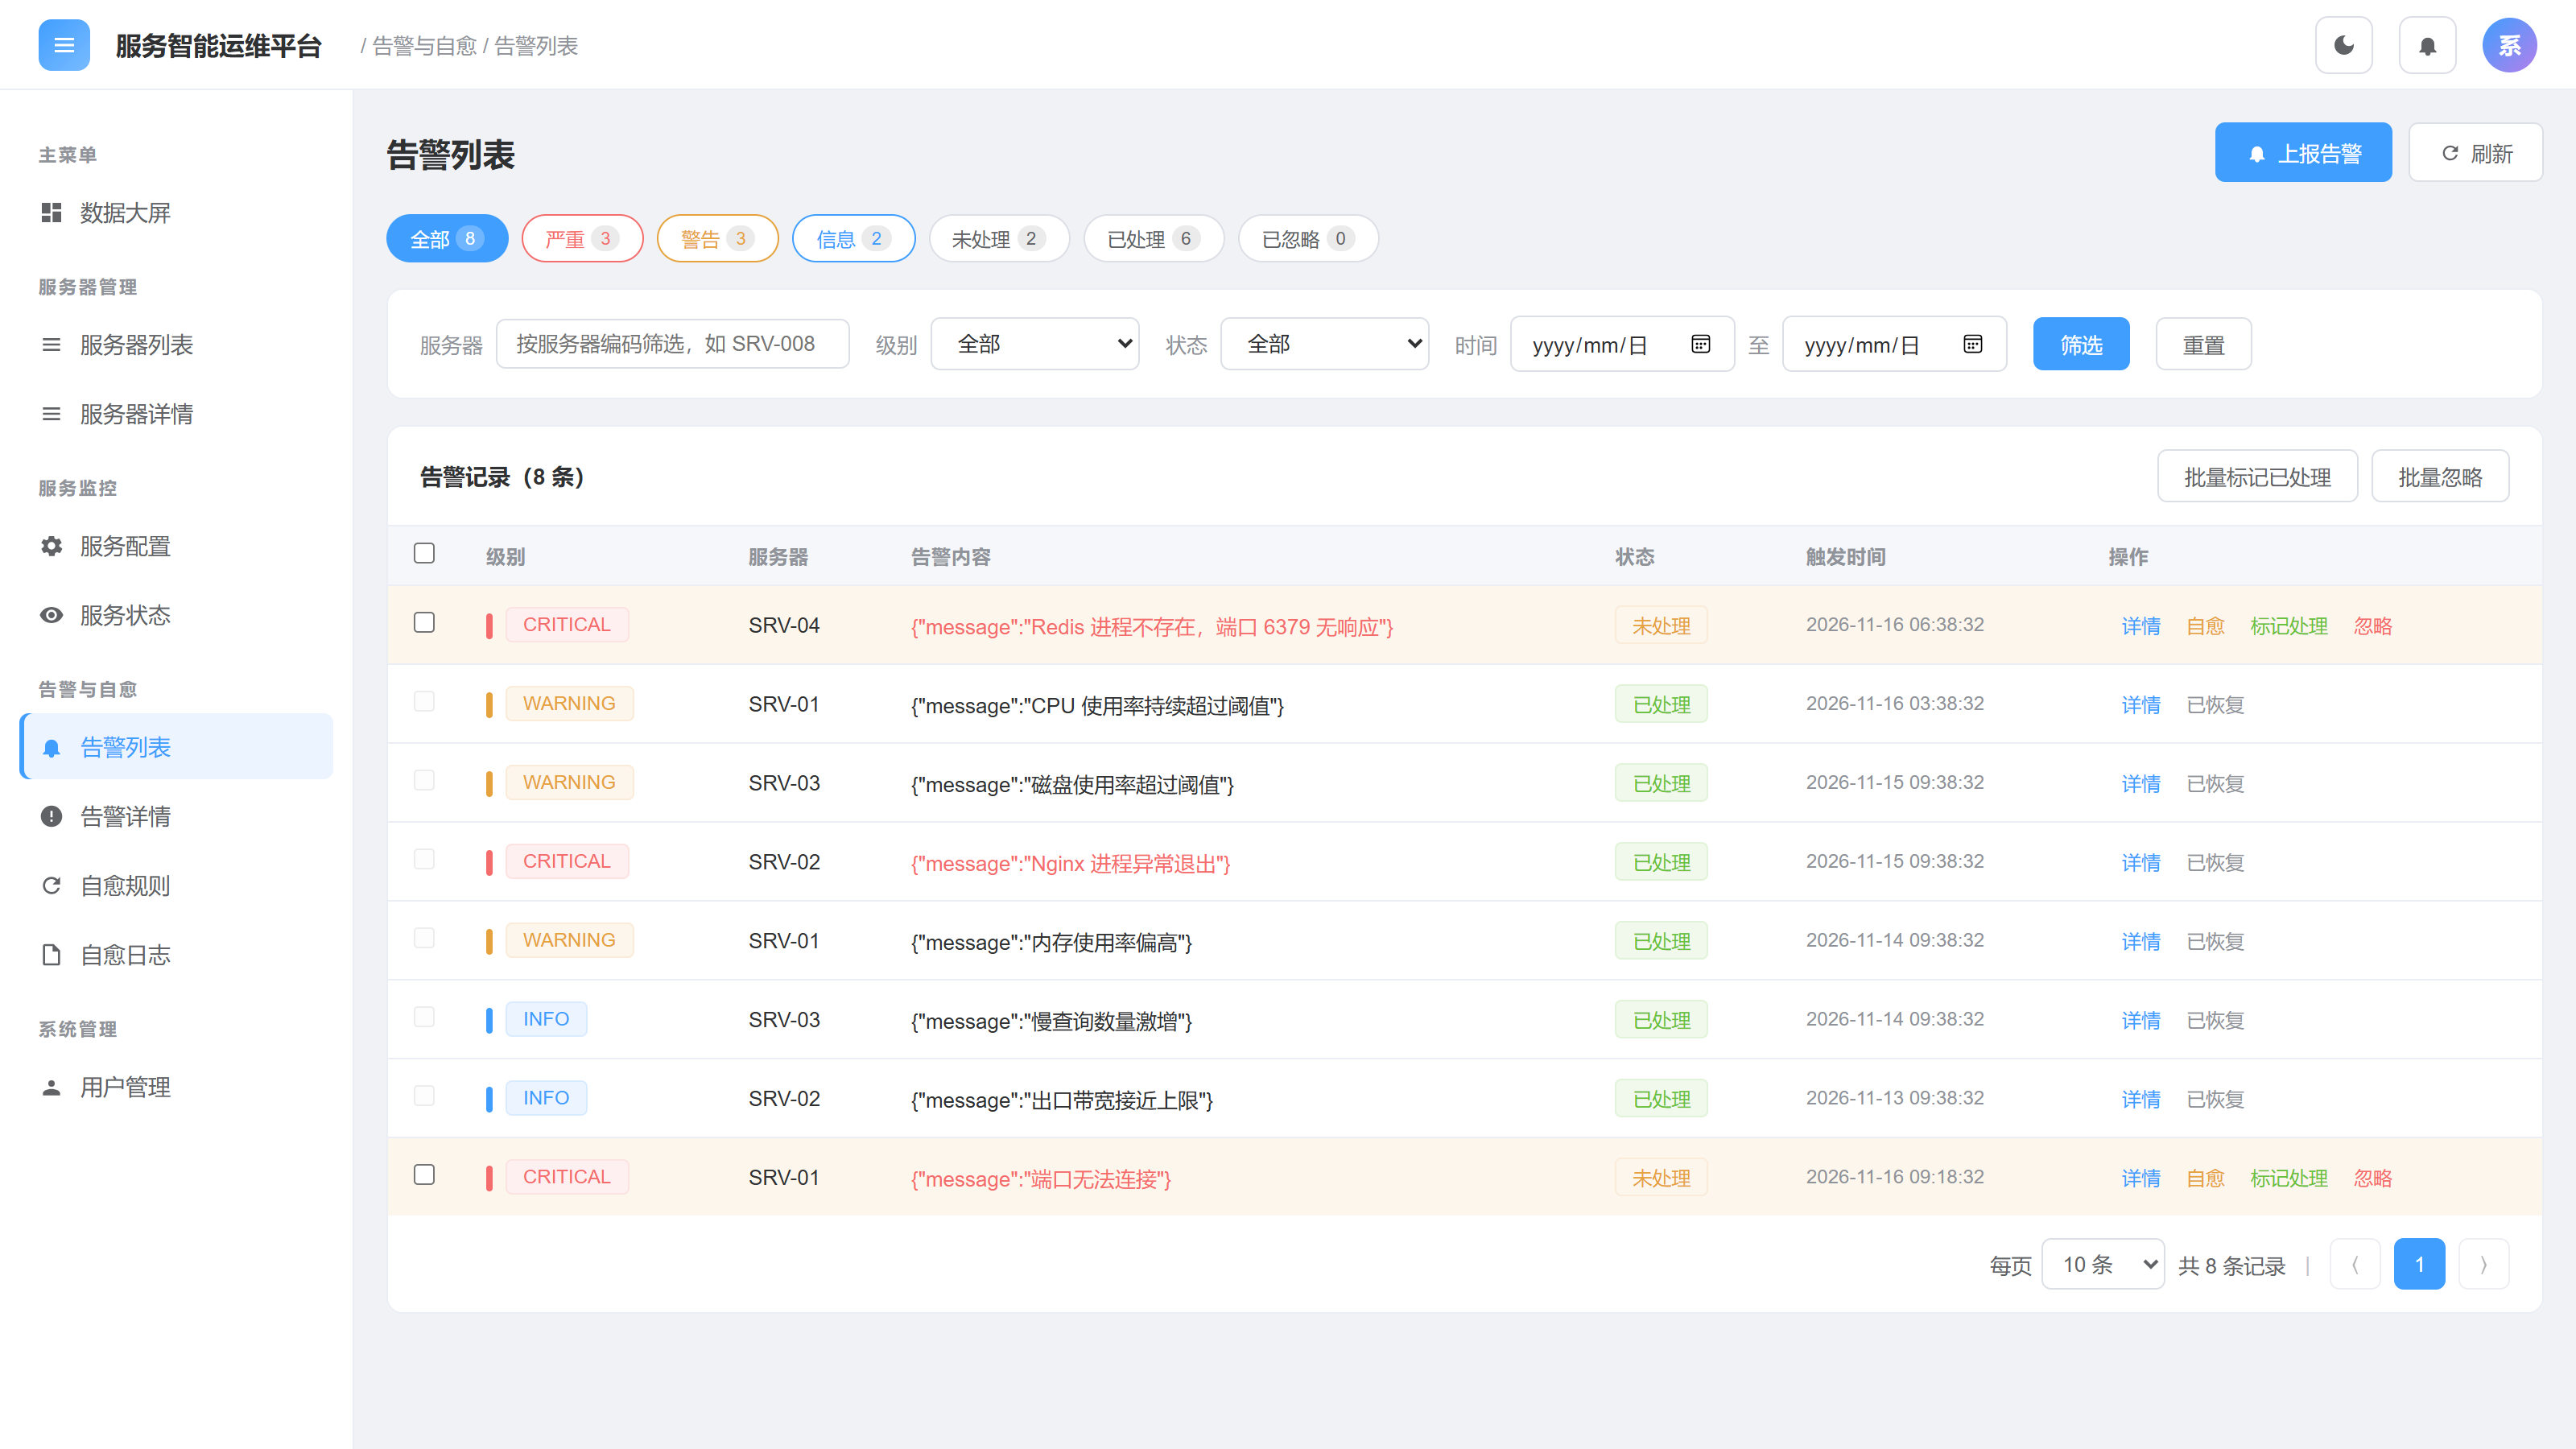 服务智能运维平台 / 告警与自愈 / 告警列表 系
主菜单
数据大屏
服务器管理
服务器列表
服务器详情
服务监控
服务配置
服务状态
告警与自愈
告警列表
告警详情
自愈规则
自愈日志
系统管理
用户管理
告警列表 上报告警 刷新
全部 8 严重 3 警告 3 信息 2 未处理 2 已处理 6 已忽略 0
服务器 按服务器编码筛选，如 SRV-008 级别 全部 状态 全部 时间 yyyy/mm/日 至 yyyy/mm/日 筛选 重置
告警记录（8 条） 批量标记已处理 批量忽略
级别 服务器 告警内容 状态 触发时间 操作
CRITICAL SRV-04 {"message":"Redis 进程不存在，端口 6379 无响应"} 未处理 2026-11-16 06:38:32 详情 自愈 标记处理 忽略
WARNING SRV-01 {"message":"CPU 使用率持续超过阈值"} 已处理 2026-11-16 03:38:32 详情 已恢复
WARNING SRV-03 {"message":"磁盘使用率超过阈值"} 已处理 2026-11-15 09:38:32 详情 已恢复
CRITICAL SRV-02 {"message":"Nginx 进程异常退出"} 已处理 2026-11-15 09:38:32 详情 已恢复
WARNING SRV-01 {"message":"内存使用率偏高"} 已处理 2026-11-14 09:38:32 详情 已恢复
INFO SRV-03 {"message":"慢查询数量激增"} 已处理 2026-11-14 09:38:32 详情 已恢复
INFO SRV-02 {"message":"出口带宽接近上限"} 已处理 2026-11-13 09:38:32 详情 已恢复
CRITICAL SRV-01 {"message":"端口无法连接"} 未处理 2026-11-16 09:18:32 详情 自愈 标记处理 忽略
每页 10 条 共 8 条记录 | 〈 1 〉